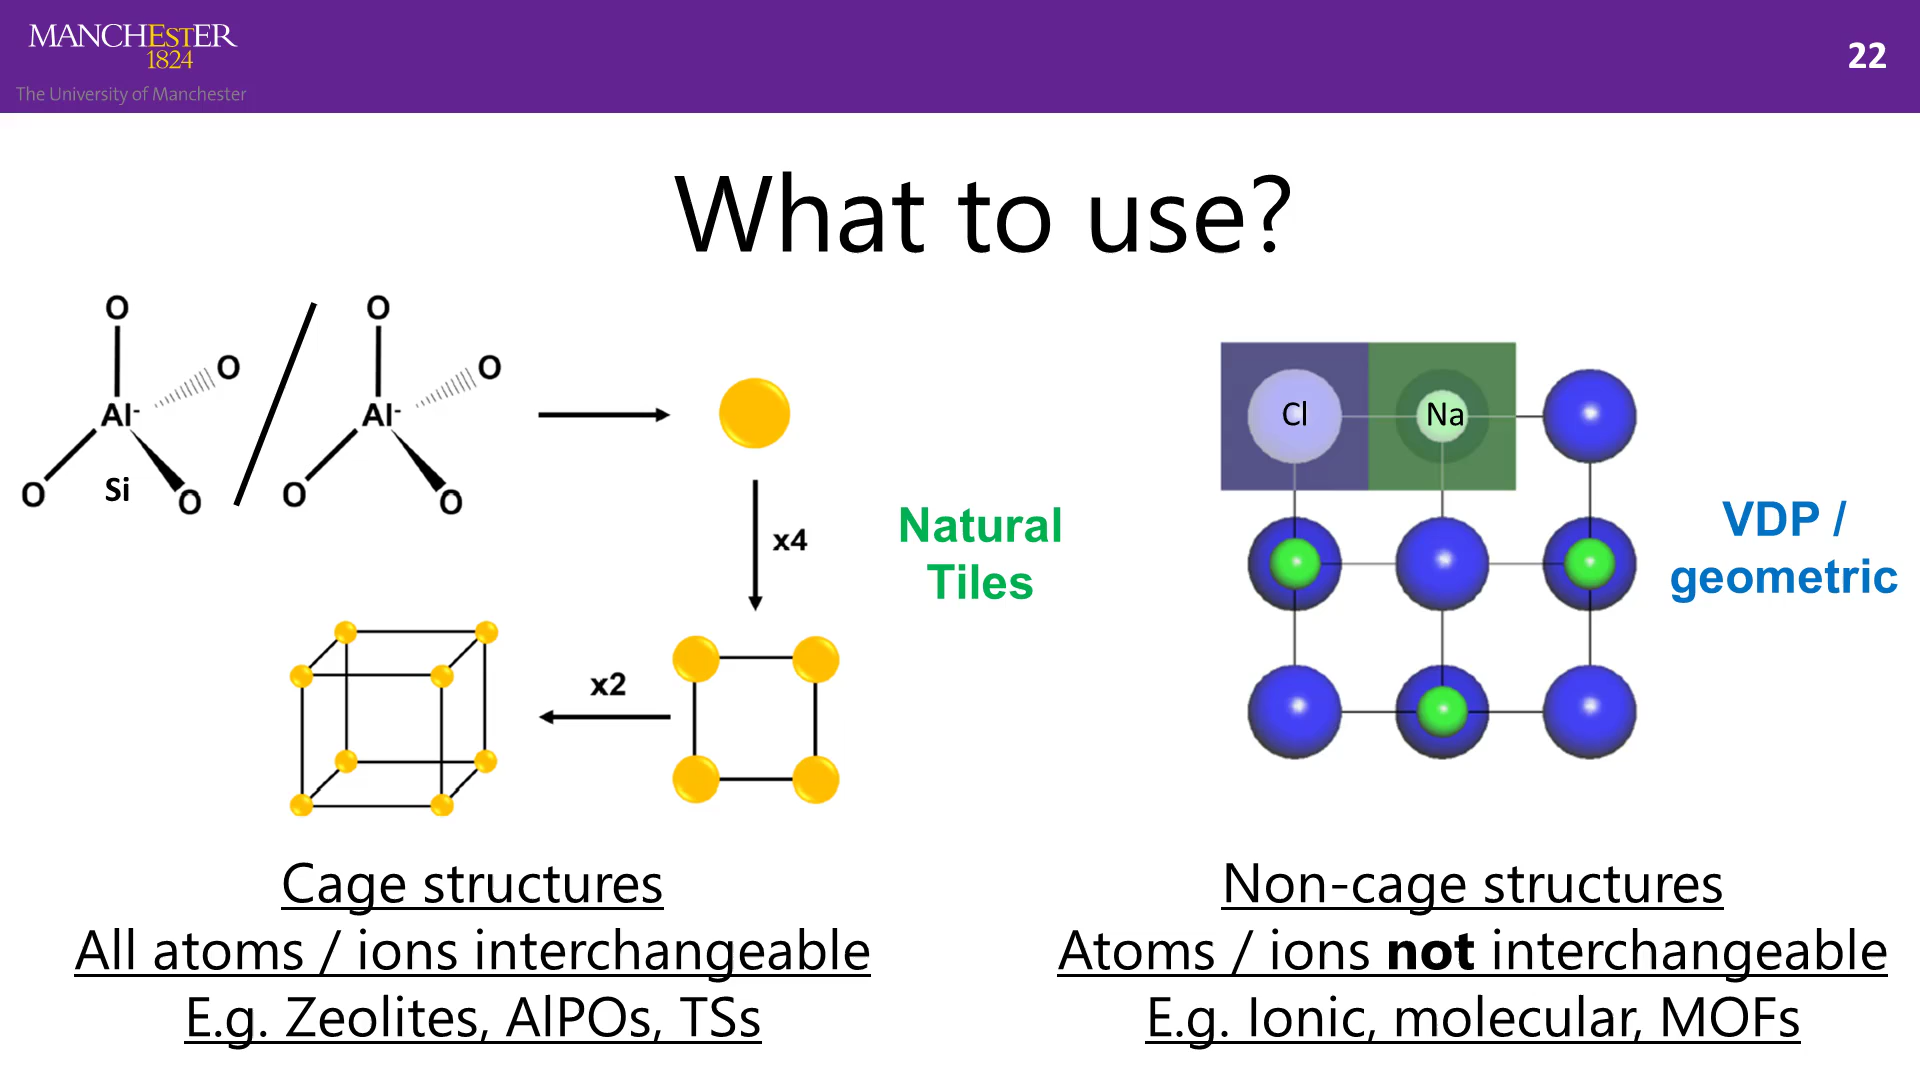 MANCHESTER
1824
The University of Manchester
22
What to use?
O
O
Al-
O
Si
O
O
O
Al-
O
O
x4
x2
Natural
Tiles
Cl
Na
VDP /
geometric
Cage structures
All atoms / ions interchangeable
E.g. Zeolites, AlPOs, TSs
Non-cage structures
Atoms / ions not interchangeable
E.g. Ionic, molecular, MOFs